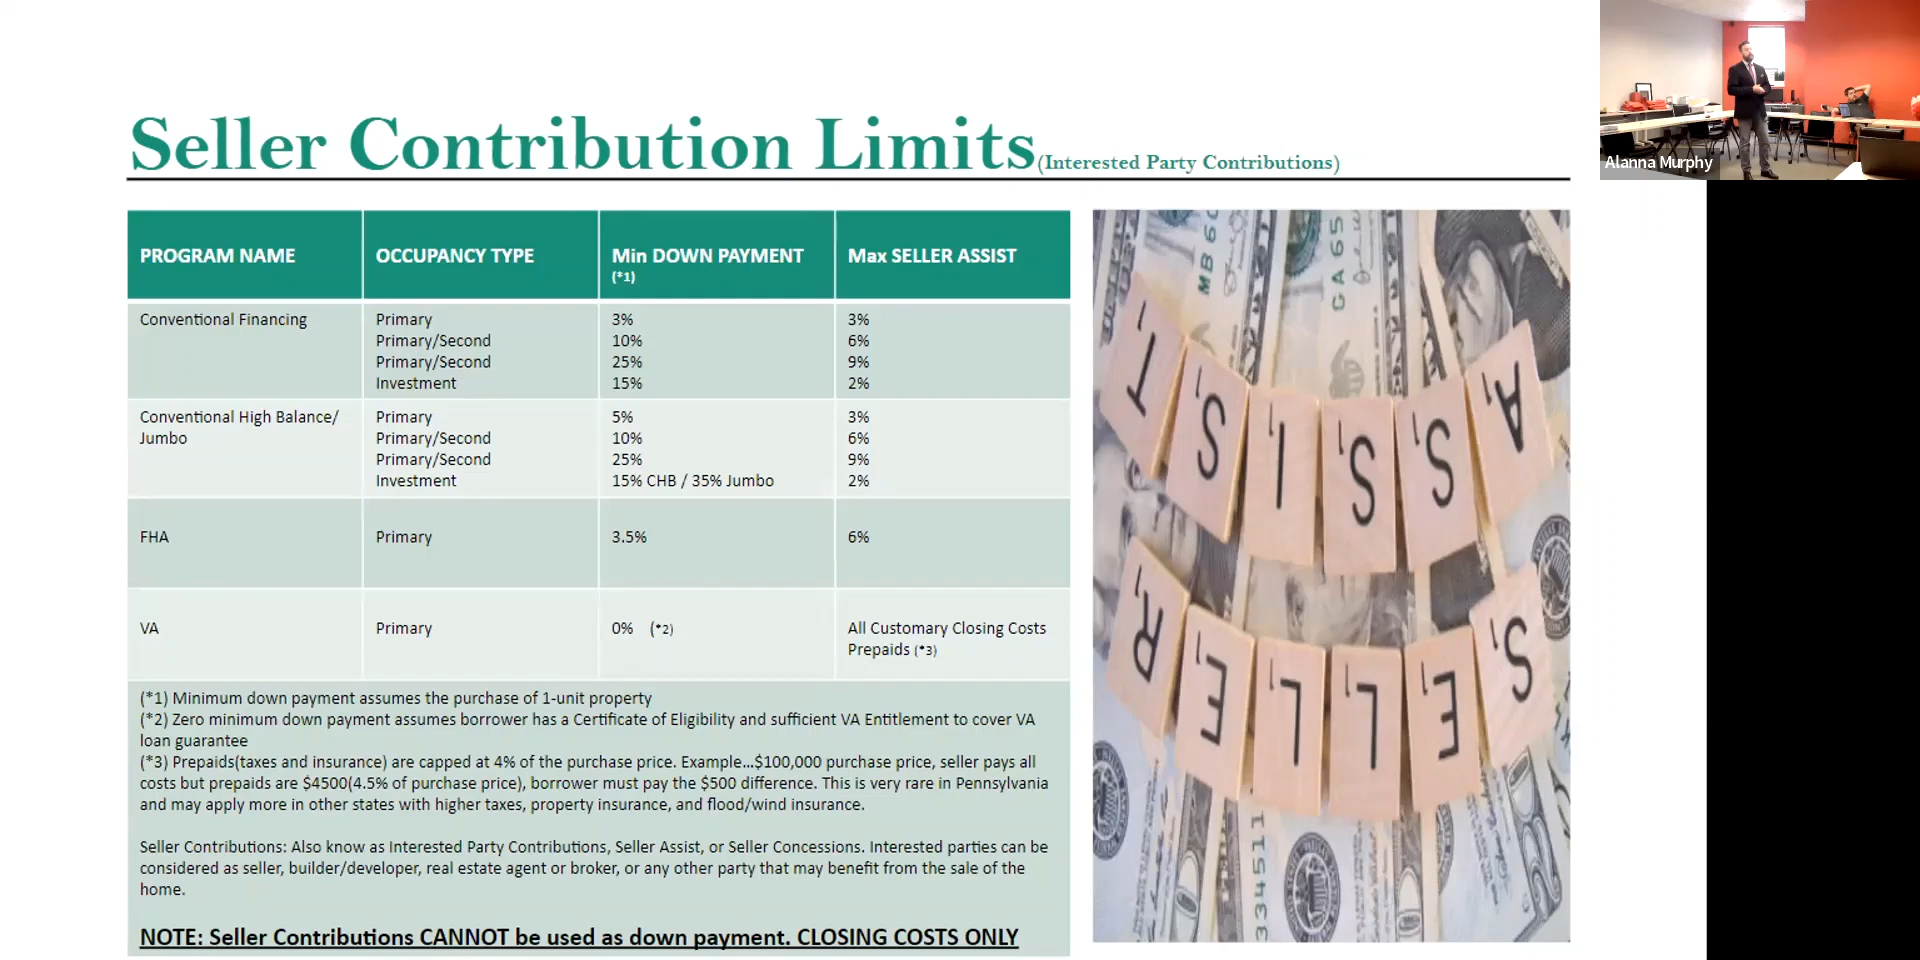 Seller Contribution Limits(Interested Party Contributions)
Alanna Murphy
PROGRAM NAME OCCUPANCY TYPE Min DOWN PAYMENT (*1) Max SELLER ASSIST
Conventional Financing Primary 3% 3%
Primary/Second 10% 6%
Primary/Second 25% 9%
Investment 15% 2%
Conventional High Balance/ Primary 5% 3%
Jumbo Primary/Second 10% 6%
Primary/Second 25% 9%
Investment 15% CHB / 35% Jumbo 2%
FHA Primary 3.5% 6%
VA Primary 0% (*2) All Customary Closing Costs
Prepaids (*3)
(*1) Minimum down payment assumes the purchase of 1-unit property
(*2) Zero minimum down payment assumes borrower has a Certificate of Eligibility and sufficient VA Entitlement to cover VA
loan guarantee
(*3) Prepaids(taxes and insurance) are capped at 4% of the purchase price. Example...$100,000 purchase price, seller pays all
costs but prepaids are $4500(4.5% of purchase price), borrower must pay the $500 difference. This is very rare in Pennsylvania
and may apply more in other states with higher taxes, property insurance, and flood/wind insurance.
Seller Contributions: Also know as Interested Party Contributions, Seller Assist, or Seller Concessions. Interested parties can be
considered as seller, builder/developer, real estate agent or broker, or any other party that may benefit from the sale of the
home.
NOTE: Seller Contributions CANNOT be used as down payment. CLOSING COSTS ONLY
SELLER
ASSIST